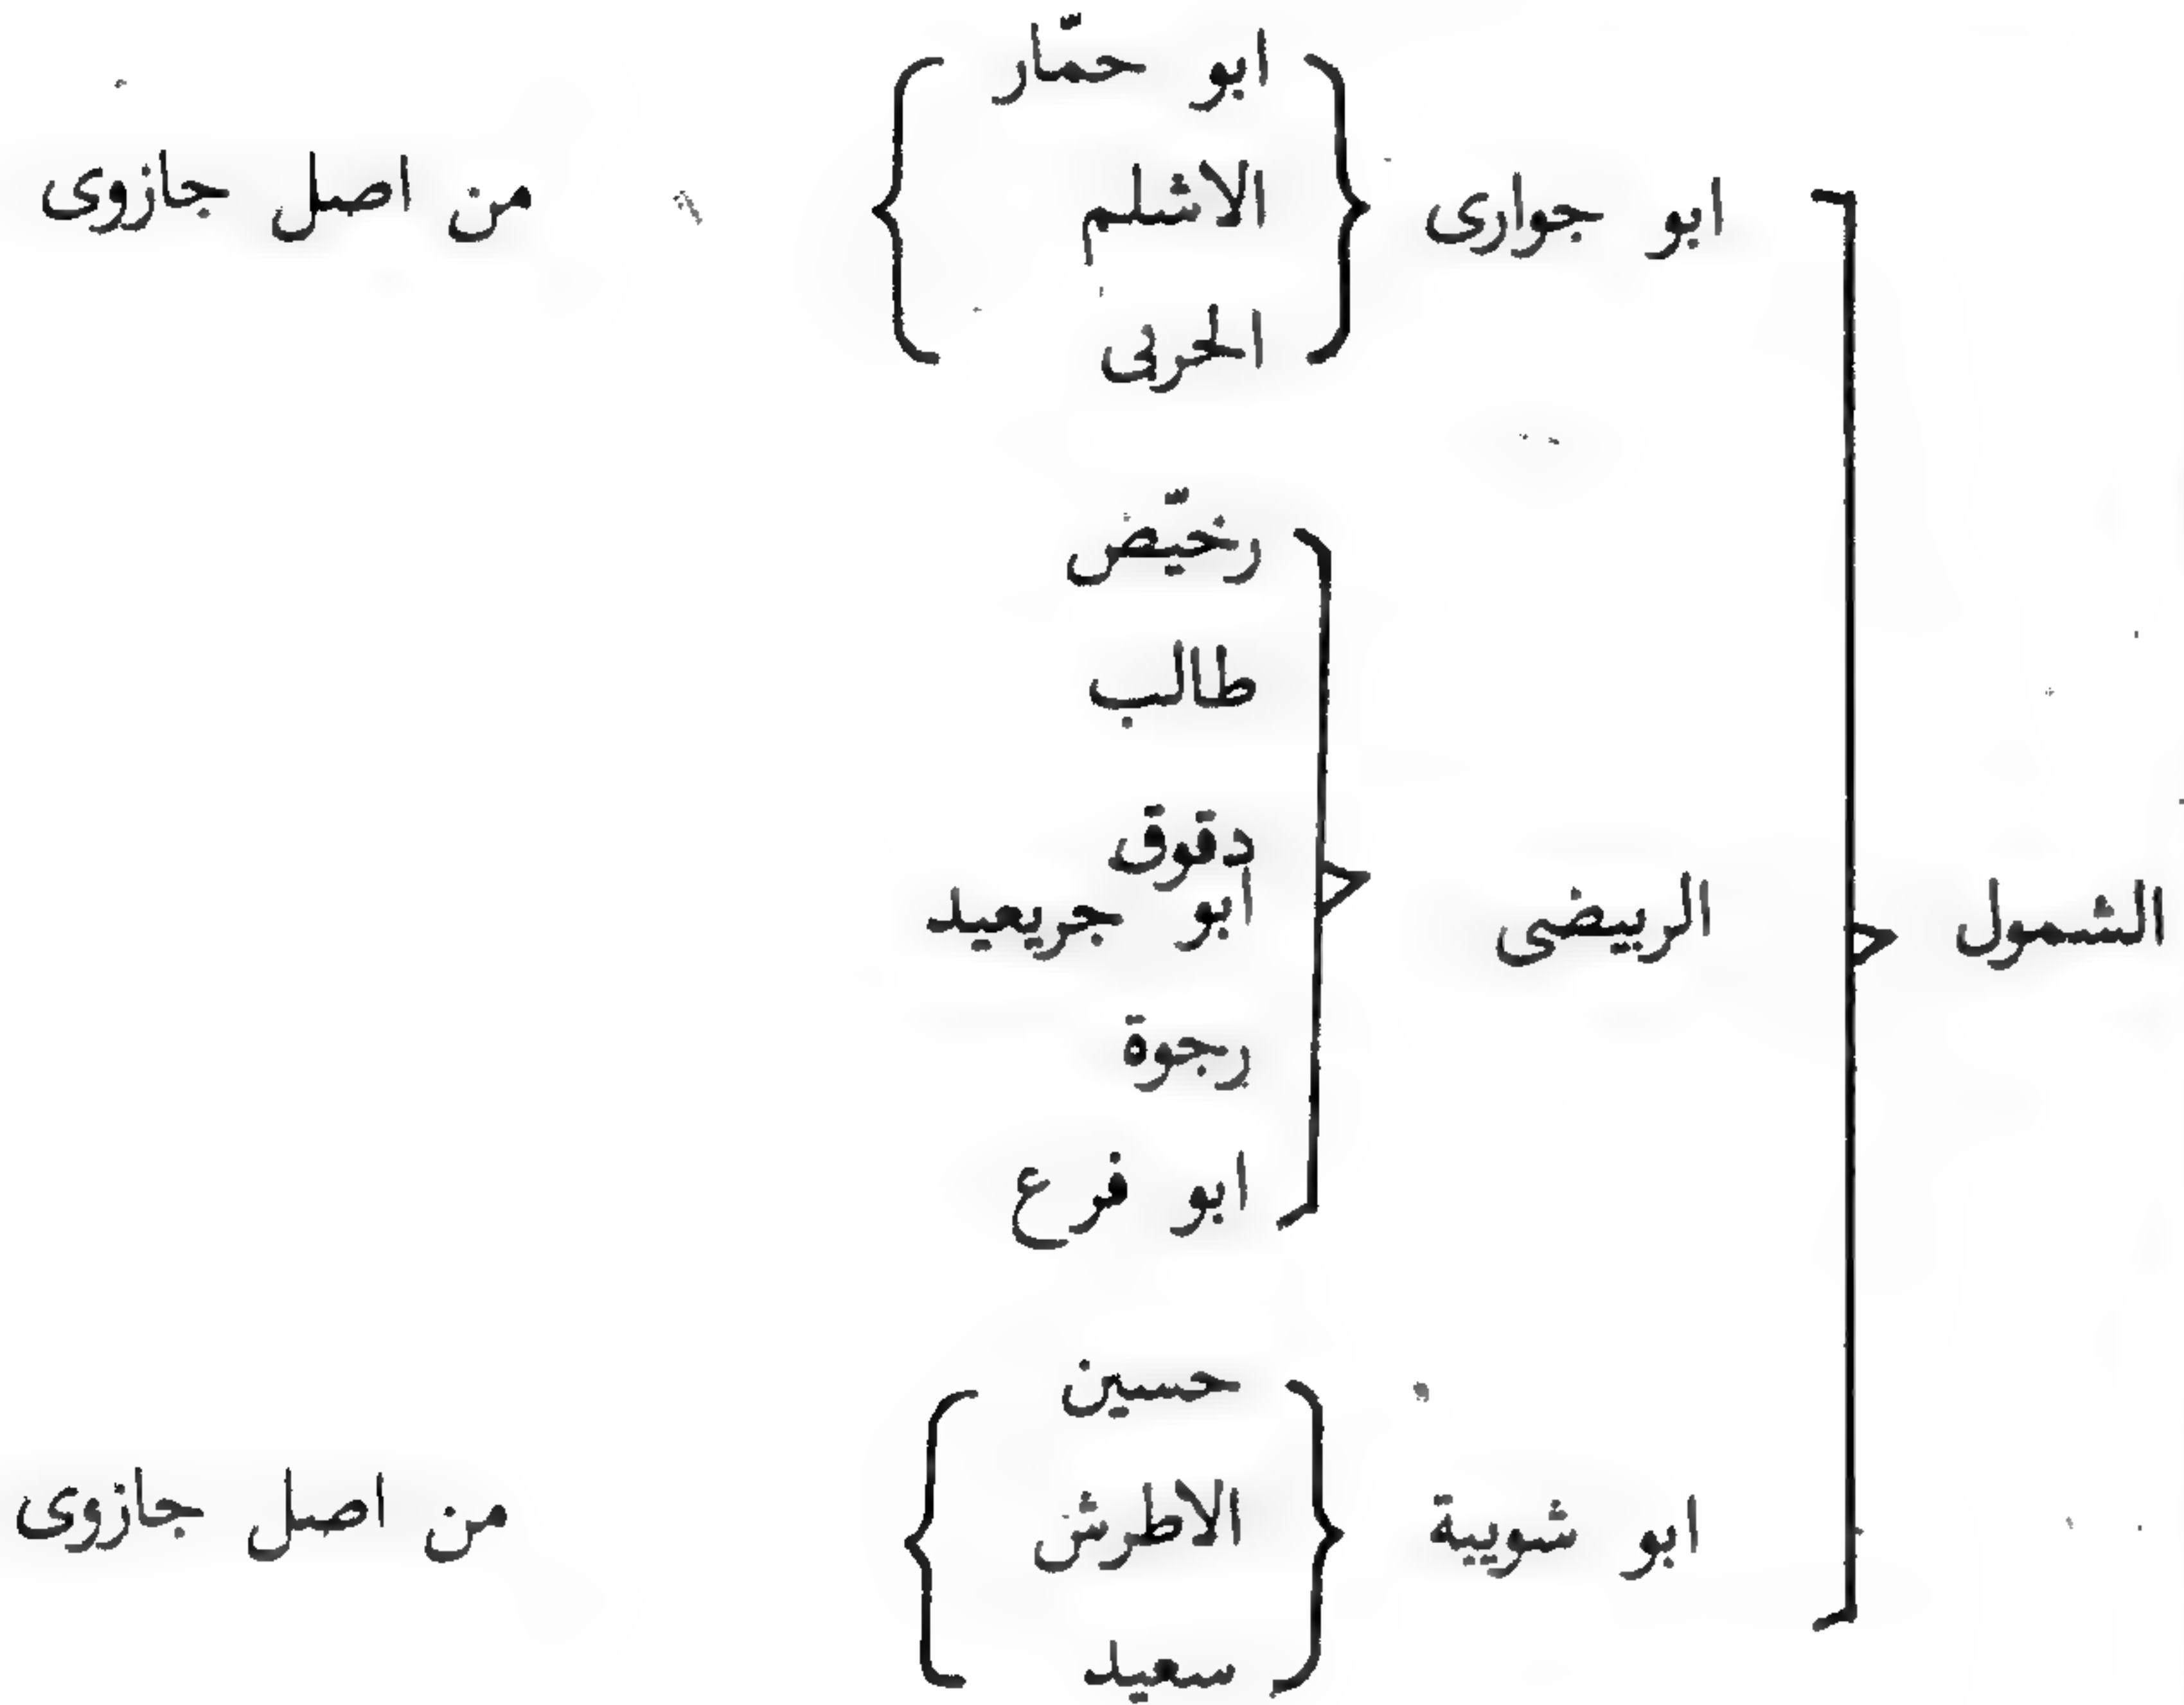 الشمول
ابو جوارى
ابو حمّار
الاشلم
الحربى
من اصل جازوى
الربيضى
رخيّص
طالب
دقوق
ابو جريعيد
رجوة
ابو فرع
ابو شويبة
حسين
الاطرش
سعيد
من اصل جازوى